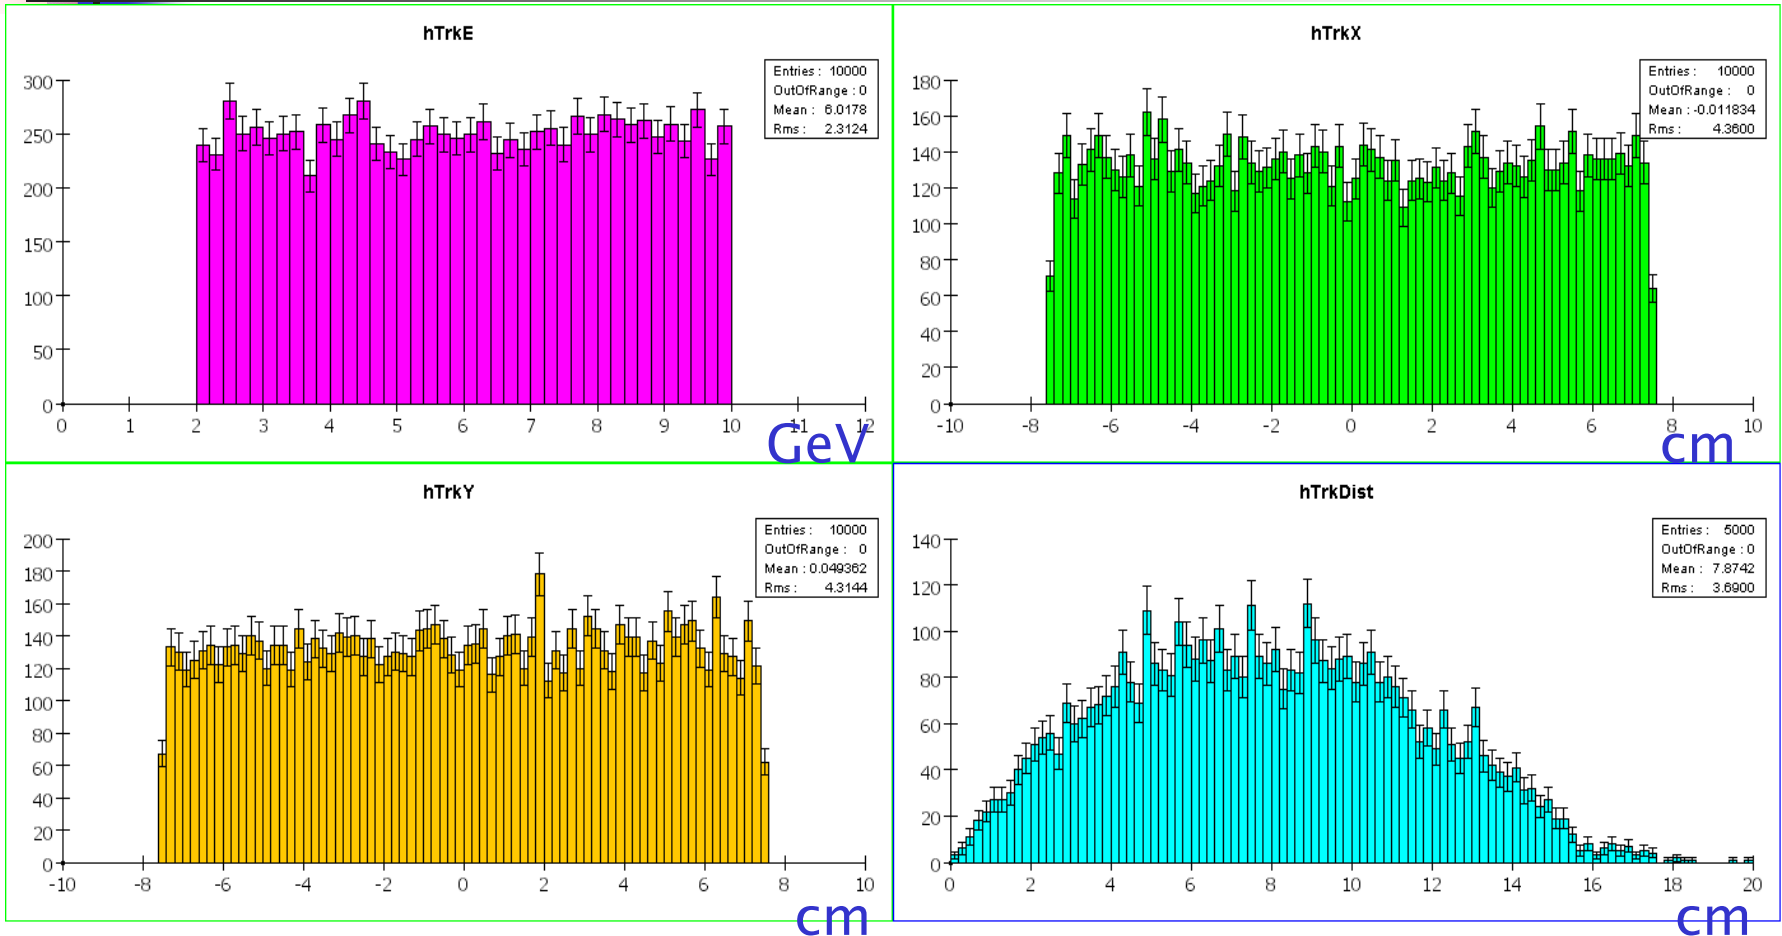 hTrkE
Entries : 10000
OutOfRange : 0
Mean : 6.0178
Rms : 2.3124
300
250
200
150
100
50
0
0 1 2 3 4 5 6 7 8 9 10 11 12
GeV
hTrkX
Entries : 10000
OutOfRange : 0
Mean : -0.011834
Rms : 4.3600
180
160
140
120
100
80
60
40
20
0
-10 -8 -6 -4 -2 0 2 4 6 8 10
cm
hTrkY
Entries : 10000
OutOfRange : 0
Mean : 0.049362
Rms : 4.3144
200
180
160
140
120
100
80
60
40
20
0
-10 -8 -6 -4 -2 0 2 4 6 8 10
cm
hTrkDist
Entries : 5000
OutOfRange : 0
Mean : 7.8742
Rms : 3.6900
140
120
100
80
60
40
20
0
0 2 4 6 8 10 12 14 16 18 20
cm